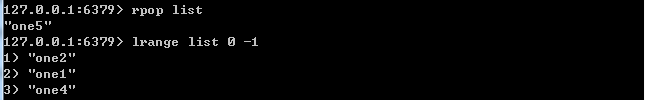 127.0.0.1:6379> rpop list
"one5"
127.0.0.1:6379> lrange list 0 -1
1) "one2"
2) "one1"
3) "one4"